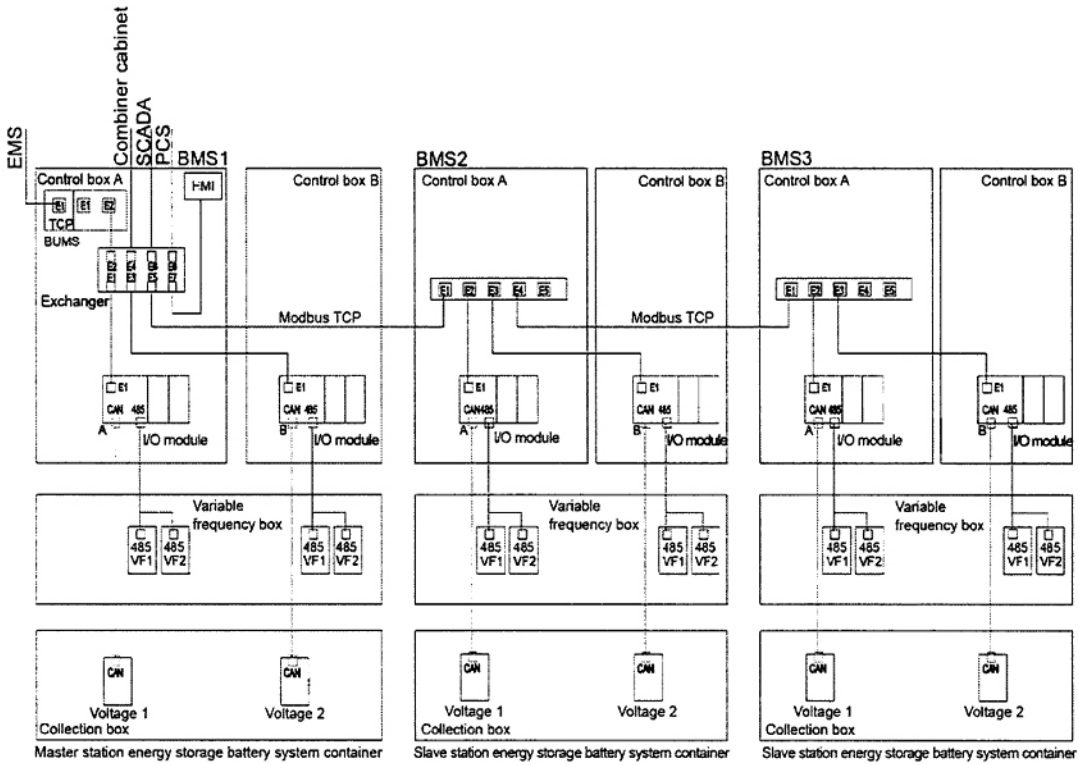 EMS
Combiner cabinet
SCADA
PCS
BMS1
BMS2
BMS3
Control box A
HMI
Control box B
Control box A
Control box B
Control box A
Control box B
E1 E1 E2
TCP
BUMS
E2 E4 E6 E8
E1 E3 E5 E7
Exchanger
E1 E2 E3 E4 E5
E1 E2 E3 E4 E5
Modbus TCP
Modbus TCP
E1
CAN 485
A
I/O module
E1
CAN 485
B
I/O module
E1
CAN485
A
I/O module
E1
CAN 485
B
I/O module
E1
CAN 485
A
I/O module
E1
CAN 485
B
I/O module
Variable
frequency box
485 485 485 485
VF1 VF2 VF1 VF2
Variable
frequency box
485 485 485 485
VF1 VF2 VF1 VF2
Variable
frequency box
485 485 485 485
VF1 VF2 VF1 VF2
CAN CAN
Voltage 1 Voltage 2
Collection box
CAN CAN
Voltage 1 Voltage 2
Collection box
CAN CAN
Voltage 1 Voltage 2
Collection box
Master station energy storage battery system container
Slave station energy storage battery system container
Slave station energy storage battery system container